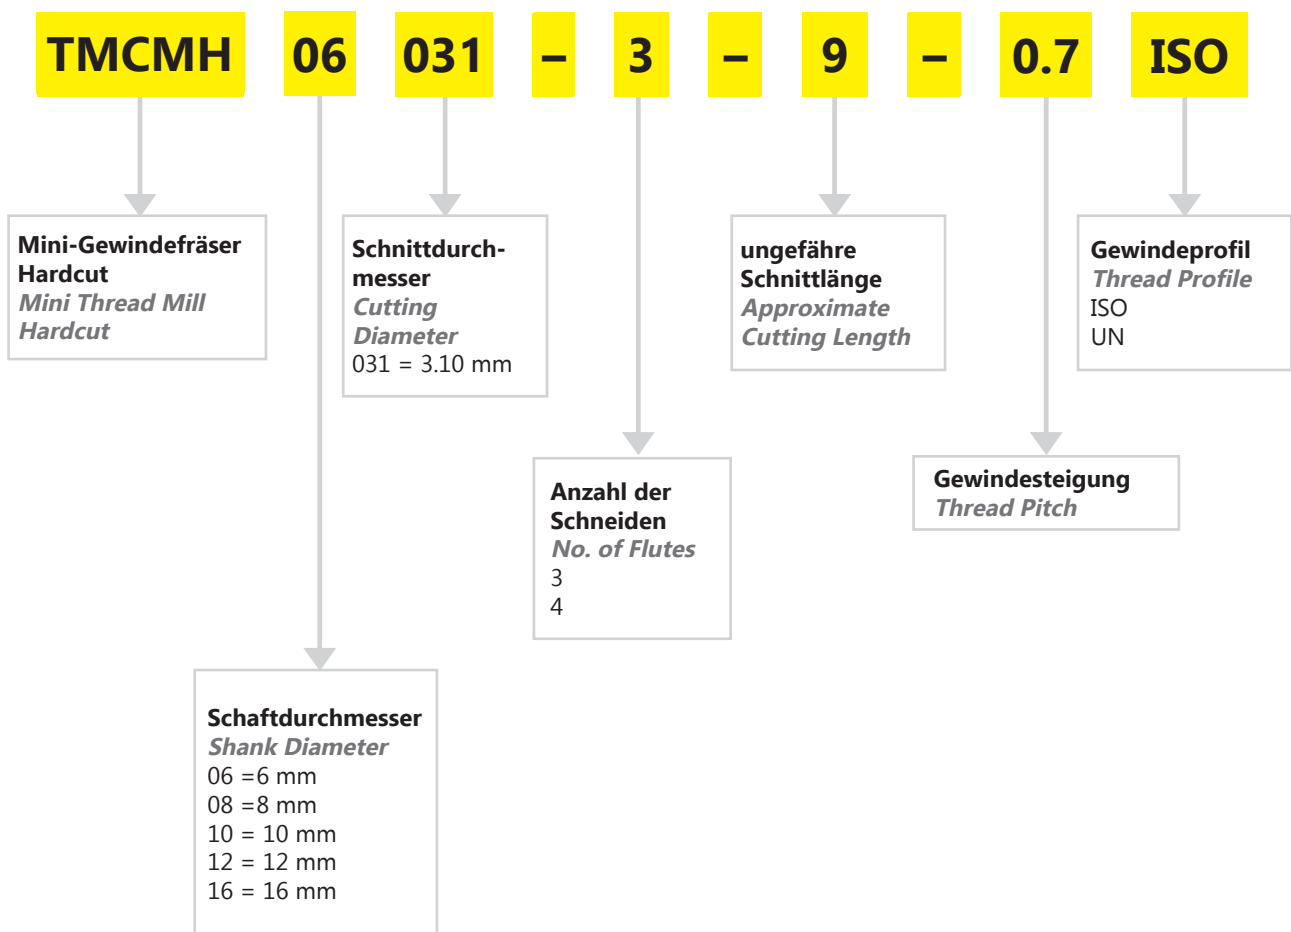 TMCMH 06 031 – 3 – 9 – 0.7 ISO
Mini-Gewindefräser
Hardcut
Mini Thread Mill
Hardcut
Schnittdurch-
messer
Cutting
Diameter
031 = 3.10 mm
ungefähre
Schnittlänge
Approximate
Cutting Length
Gewindeprofil
Thread Profile
ISO
UN
Anzahl der
Schneiden
No. of Flutes
3
4
Gewindesteigung
Thread Pitch
Schaftdurchmesser
Shank Diameter
06 =6 mm
08 =8 mm
10 = 10 mm
12 = 12 mm
16 = 16 mm